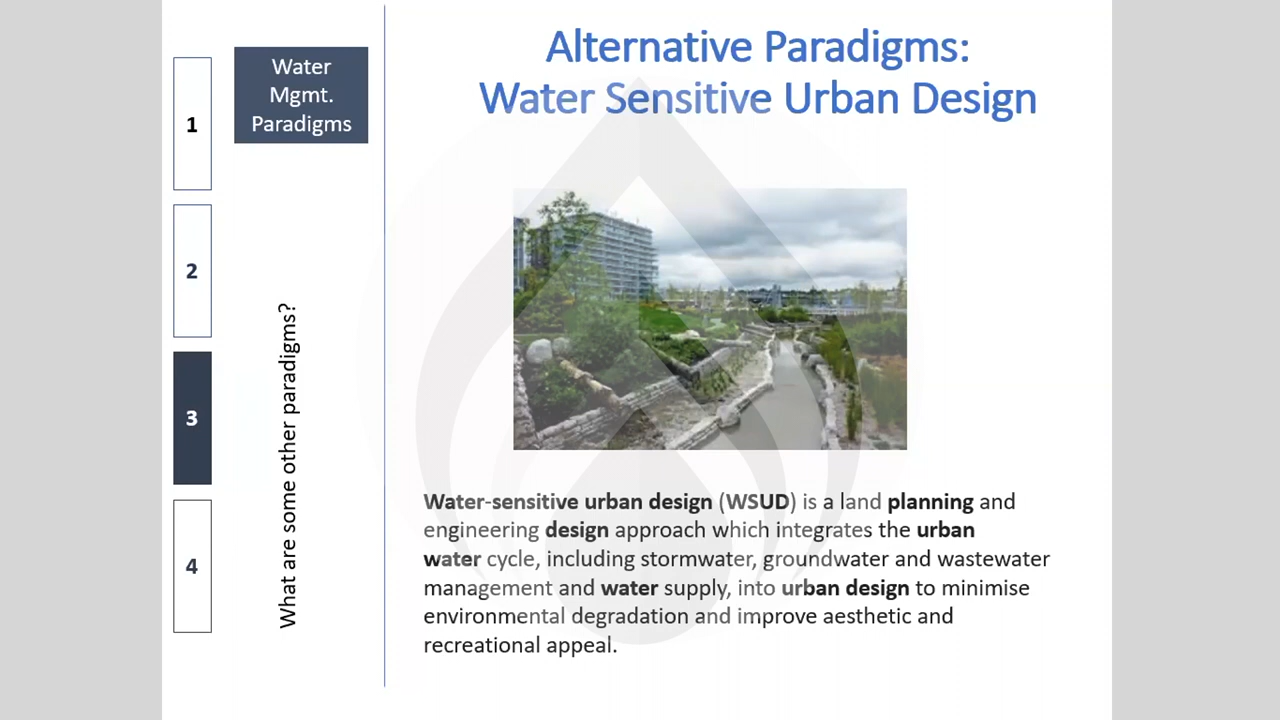 1
2
3
4
Water
Mgmt.
Paradigms
What are some other paradigms?
Alternative Paradigms:
Water Sensitive Urban Design
Water-sensitive urban design (WSUD) is a land planning and
engineering design approach which integrates the urban
water cycle, including stormwater, groundwater and wastewater
management and water supply, into urban design to minimise
environmental degradation and improve aesthetic and
recreational appeal.